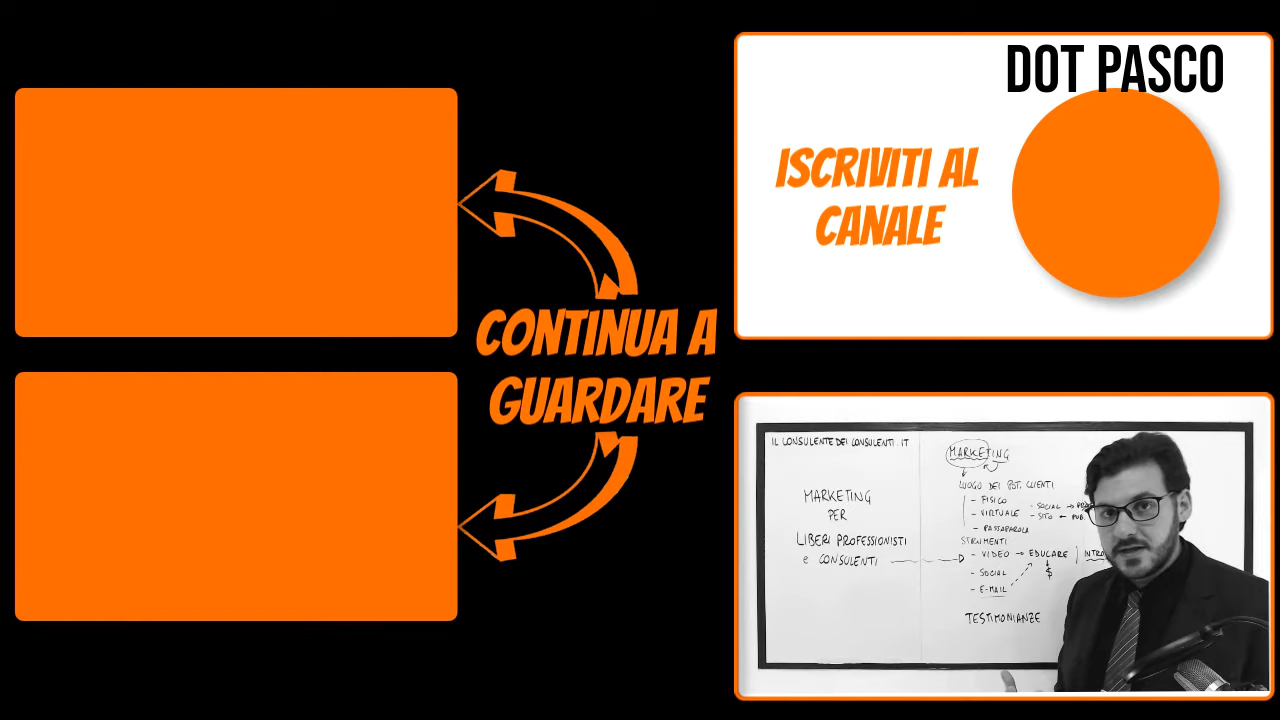 DOT PASCO
ISCRIVITI AL
CANALE
CONTINUA A
GUARDARE
IL CONSULENTE DEI CONSULENTI.IT
MARKETING
PER
LIBERI PROFESSIONISTI
e CONSULENTI
MARKETING
LUOGO DEI POT. CLIENTI
- FISICO
- VIRTUALE
- SOCIAL →
- SITO ← PUB.
- PASSAPAROLA
STRUMENTI
- VIDEO → EDUCARE
- SOCIAL
$
- E-MAIL
TESTIMONIANZE